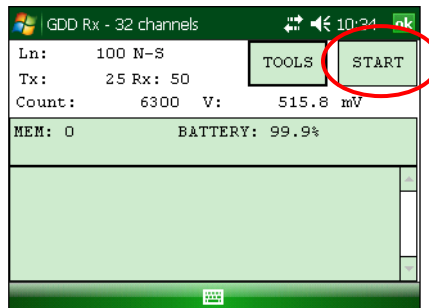 GDD Rx - 32 channels 10:34 ok
Ln: 100 N-S TOOLS START
Tx: 25 Rx: 50
Count: 6300 V: 515.8 mV
MEM: 0 BATTERY: 99.9%